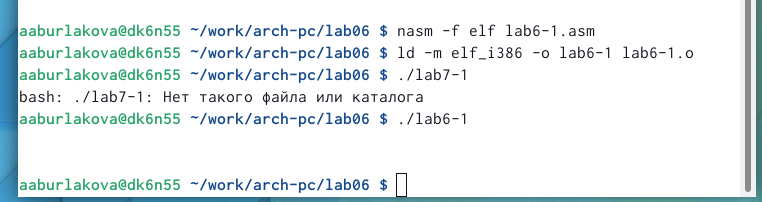 aaburlakova@dk6n55 ~/work/arch-pc/lab06 $ nasm -f elf lab6-1.asm
aaburlakova@dk6n55 ~/work/arch-pc/lab06 $ ld -m elf_i386 -o lab6-1 lab6-1.o
aaburlakova@dk6n55 ~/work/arch-pc/lab06 $ ./lab7-1
bash: ./lab7-1: Нет такого файла или каталога
aaburlakova@dk6n55 ~/work/arch-pc/lab06 $ ./lab6-1
aaburlakova@dk6n55 ~/work/arch-pc/lab06 $